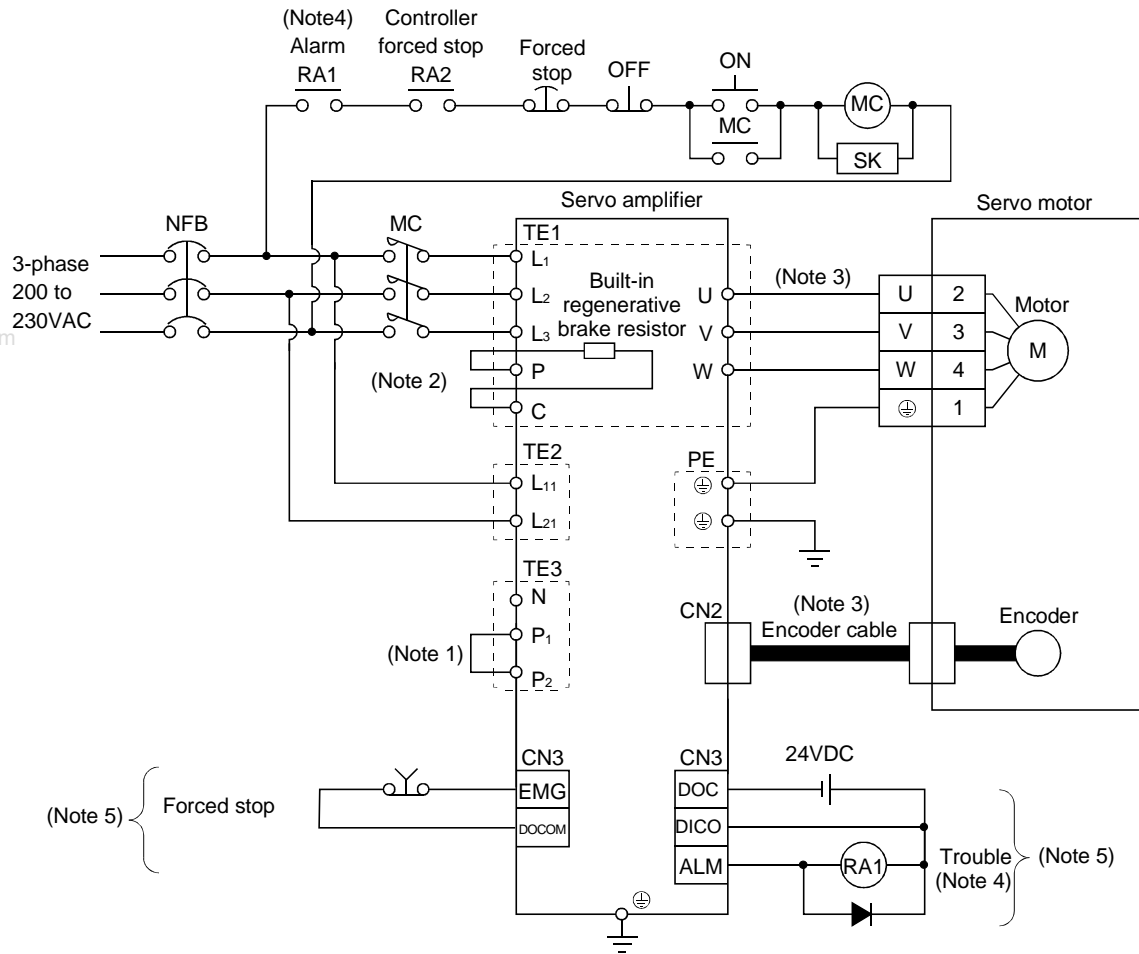 (Note4)
Alarm
RA1
Controller
forced stop
RA2
Forced
stop
OFF
ON
MC
MC
SK
Servo amplifier
Servo motor
NFB
MC
3-phase
200 to
230VAC
m
TE1
L1
L2
L3
P
C
Built-in
regenerative
brake resistor
(Note 2)
U
V
W
(Note 3)
U 2
V 3
W 4
1
Motor
M
TE2
L11
L21
PE
TE3
N
P1
P2
(Note 1)
CN2
(Note 3)
Encoder cable
Encoder
CN3
EMG
DOCOM
(Note 5)
Forced stop
CN3
DOC
DICO
ALM
24VDC
RA1
Trouble
(Note 4)
(Note 5)